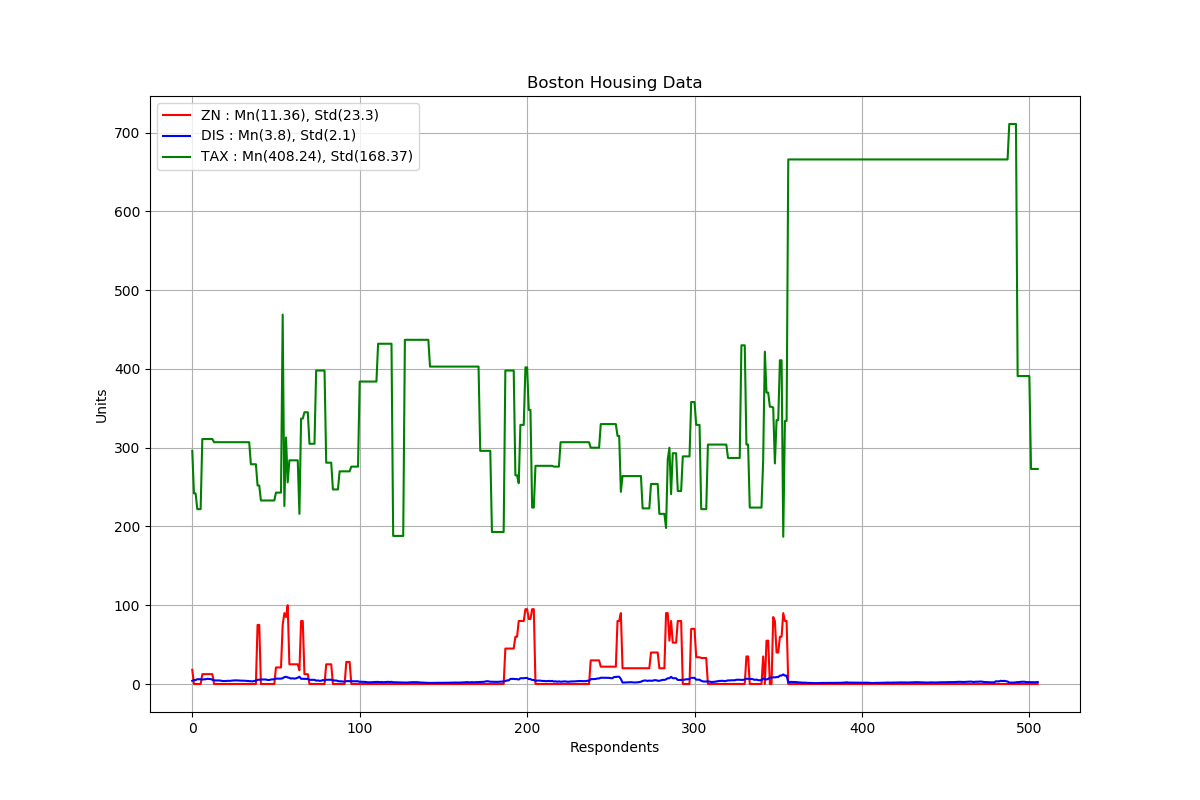 Boston Housing Data
ZN : Mn(11.36), Std(23.3)
DIS : Mn(3.8), Std(2.1)
TAX : Mn(408.24), Std(168.37)
700
600
500
400
300
200
100
0
Units
0 100 200 300 400 500
Respondents